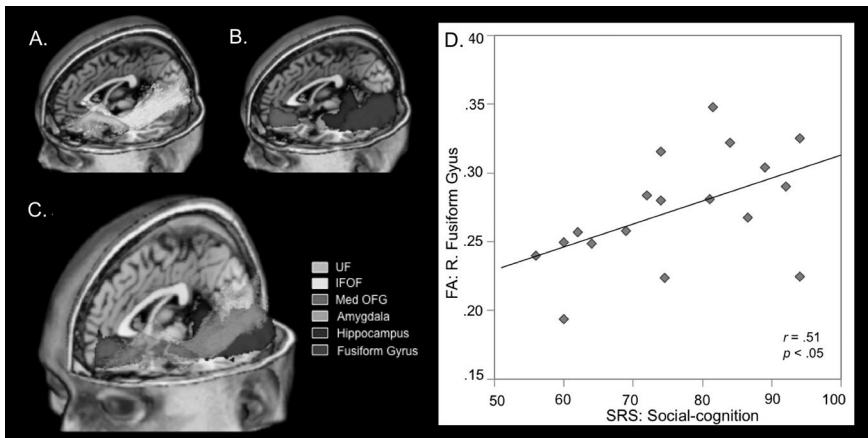 A.
B.
C.
UF
IFOF
Med OFG
Amygdala
Hippocampus
Fusiform Gyrus
D.
FA: R. Fusiform Gyus
.40
.35
.30
.25
.20
.15
r = .51
p < .05
50 60 70 80 90 100
SRS: Social-cognition